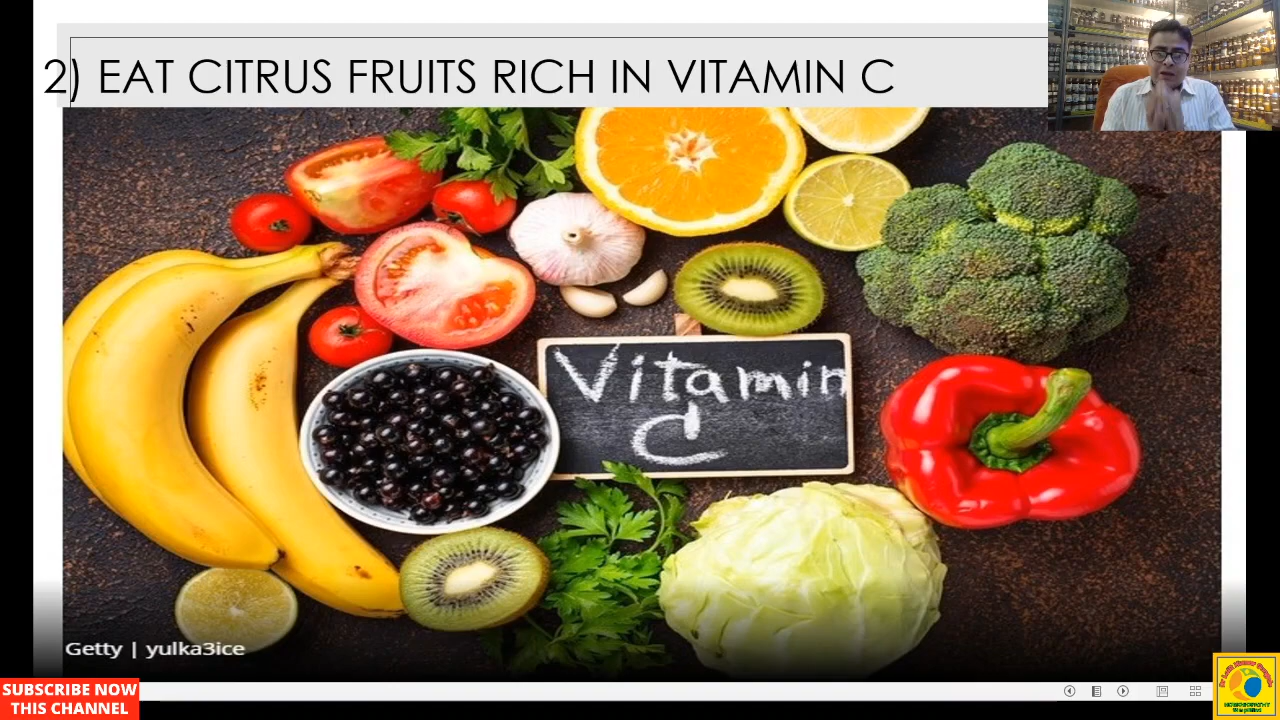 2) EAT CITRUS FRUITS RICH IN VITAMIN C
Vitamin
C
Getty | yulka3ice
SUBSCRIBE NOW
THIS CHANNEL